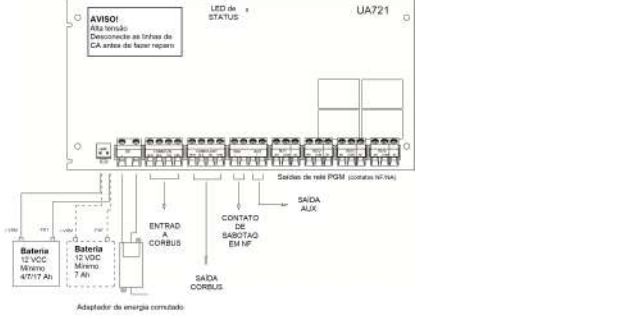 LED de
STATUS
UA721
AVISO!
Alta tensão
Desconecte as linhas de
CA antes de fazer reparo
Saídas de relé PGM (contatos NF/NA)
SAÍDA
AUX
ENTRAD
A
CORBUS
CONTATO
DE
SABOTAG
EM NF
SAÍDA
CORBUS
Bateria
12 VCC
Mínimo
4/7/17 Ah
Bateria
12 VDC
Mínimo
7 Ah
Adaptador de energia comutado